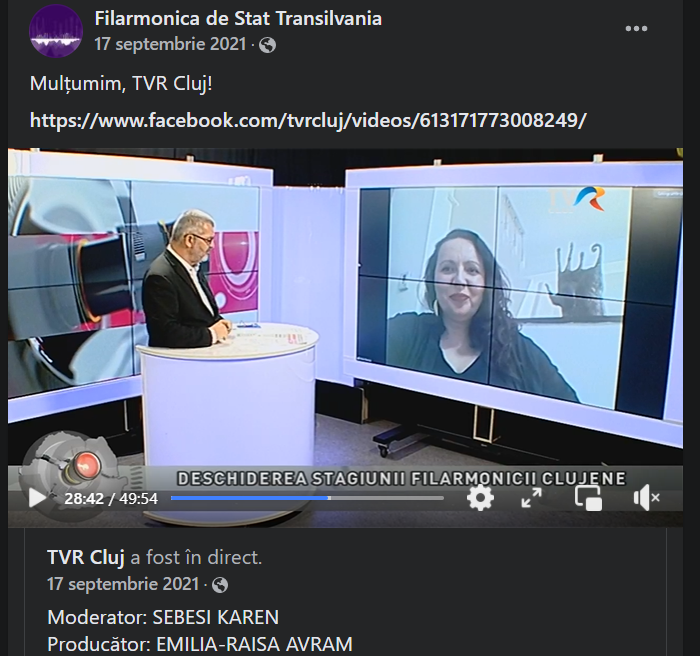 Filarmonica de Stat Transilvania
17 septembrie 2021 ·
Mulțumim, TVR Cluj!
https://www.facebook.com/tvrcluj/videos/613171773008249/
DESCHIDEREA STAGIUNII FILARMONICII CLUJENE
28:42 / 49:54
TVR Cluj a fost în direct.
17 septembrie 2021 ·
Moderator: SEBESI KAREN
Producător: EMILIA-RAISA AVRAM